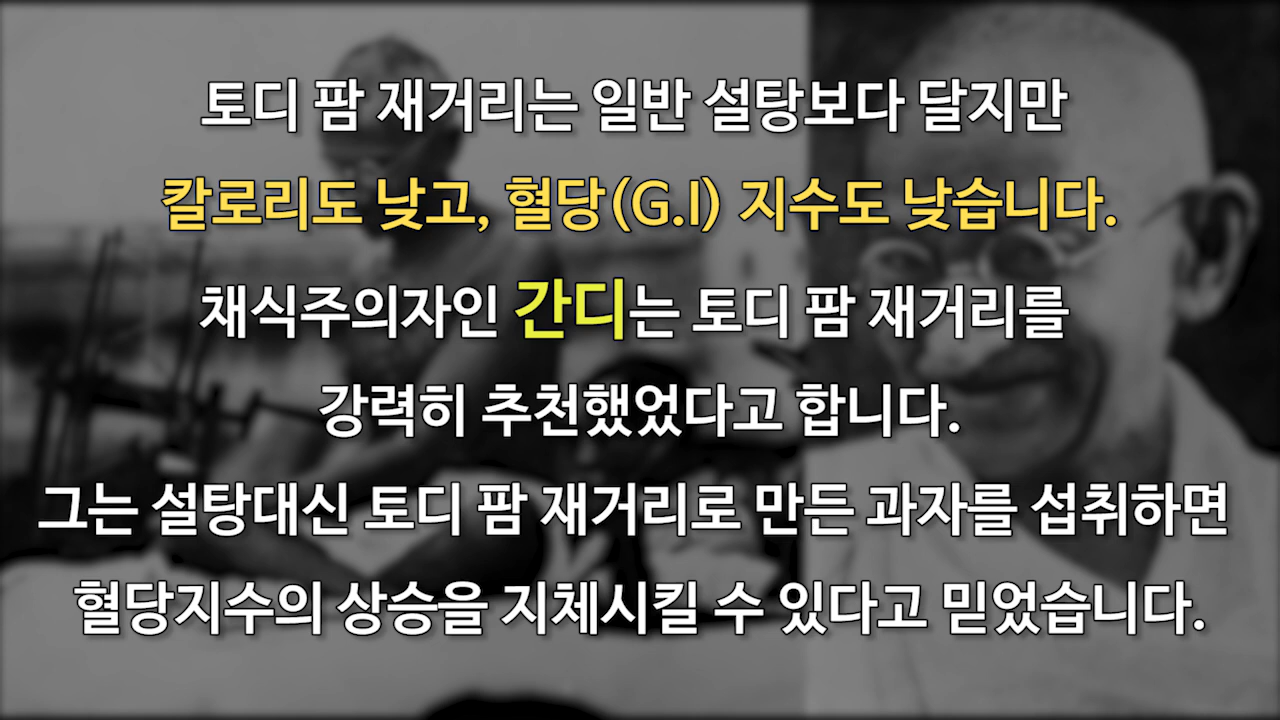 토디 팜 재거리는 일반 설탕보다 달지만
칼로리도 낮고, 혈당(G.I) 지수도 낮습니다.
채식주의자인 간디는 토디 팜 재거리를
강력히 추천했었다고 합니다.
그는 설탕대신 토디 팜 재거리로 만든 과자를 섭취하면
혈당지수의 상승을 지체시킬 수 있다고 믿었습니다.